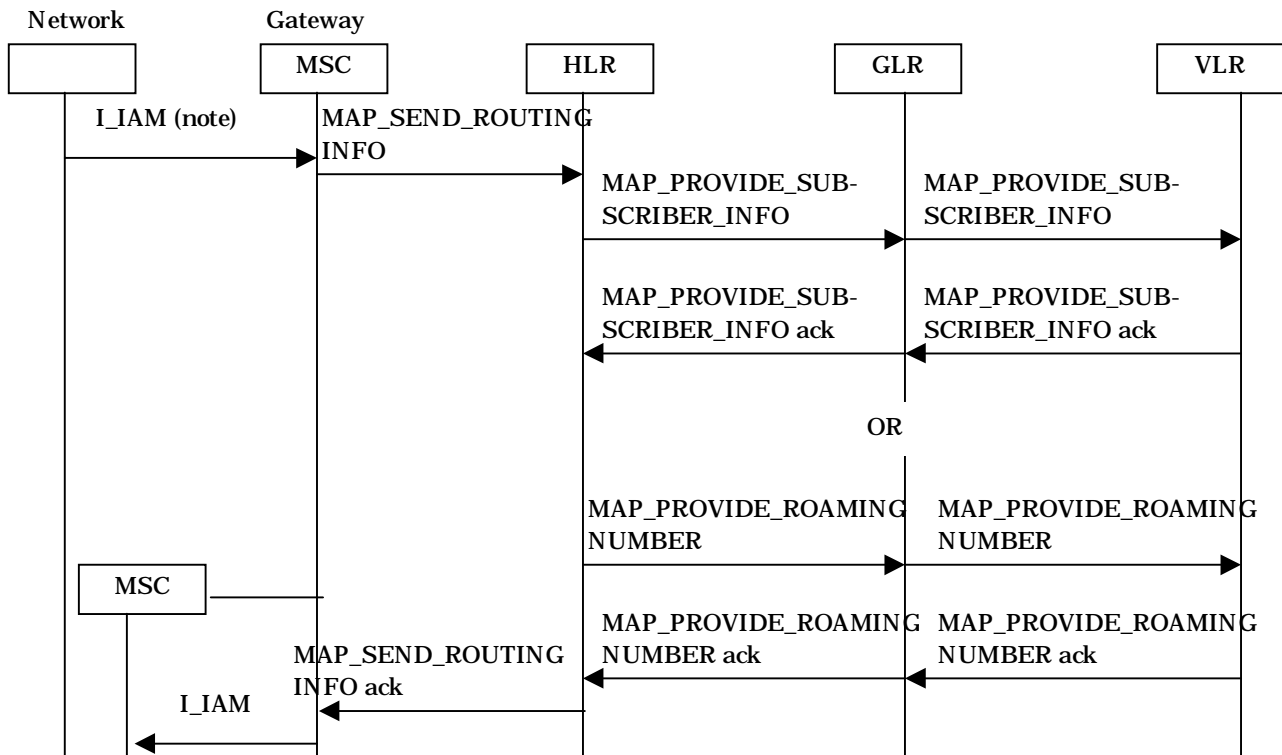 Network
Gateway
MSC
HLR
GLR
VLR
I_IAM (note)
MAP_SEND_ROUTING
INFO
MAP_PROVIDE_SUB-
SCRIBER_INFO
MAP_PROVIDE_SUB-
SCRIBER_INFO
MAP_PROVIDE_SUB-
SCRIBER_INFO ack
MAP_PROVIDE_SUB-
SCRIBER_INFO ack
OR
MAP_PROVIDE_ROAMING
NUMBER
MAP_PROVIDE_ROAMING
NUMBER
MSC
MAP_PROVIDE_ROAMING
NUMBER ack
MAP_PROVIDE_ROAMING
NUMBER ack
MAP_SEND_ROUTING
INFO ack
I_IAM